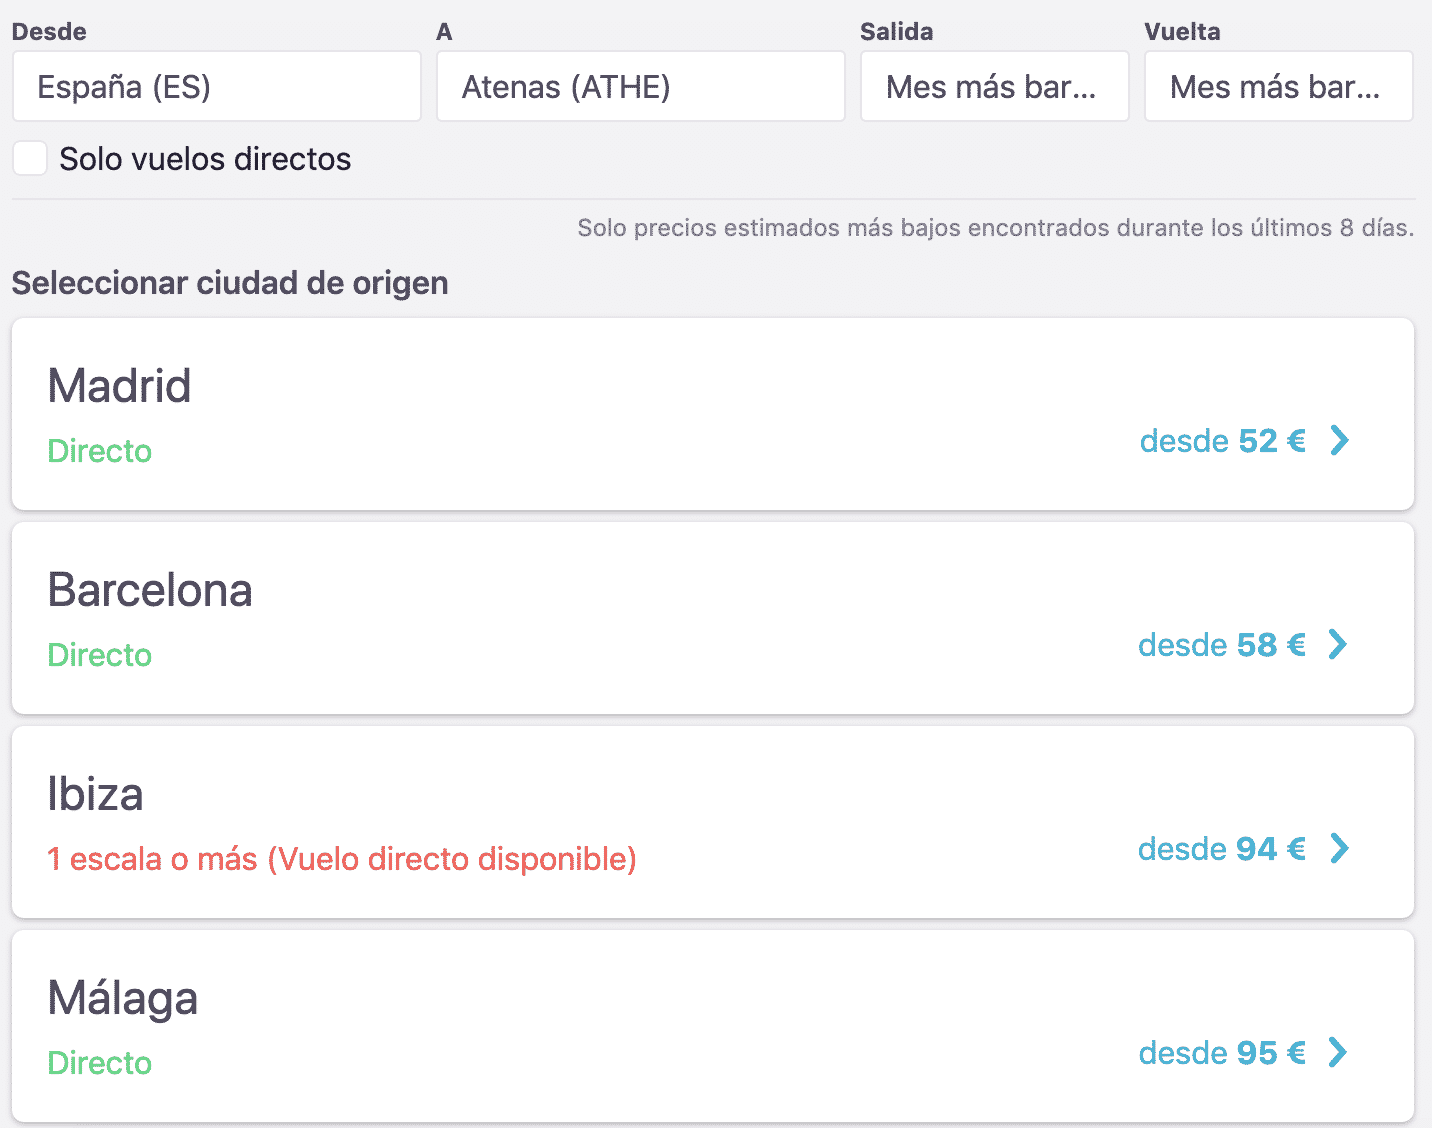 Desde
A
Salida
Vuelta
España (ES)
Atenas (ATHE)
Mes más bar...
Mes más bar...
Solo vuelos directos
Solo precios estimados más bajos encontrados durante los últimos 8 días.
Seleccionar ciudad de origen
Madrid
Directo
desde 52 €
Barcelona
Directo
desde 58 €
Ibiza
1 escala o más (Vuelo directo disponible)
desde 94 €
Málaga
Directo
desde 95 €